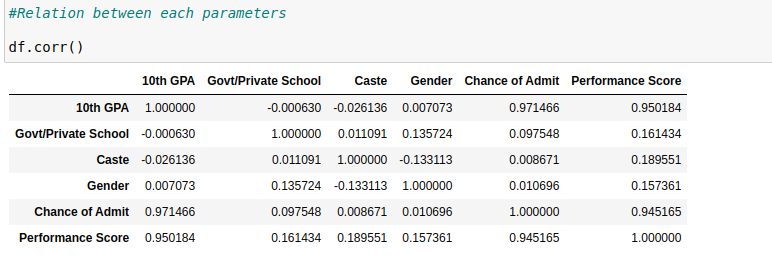 #Relation between each parameters
df.corr()
10th GPA Govt/Private School Caste Gender Chance of Admit Performance Score
10th GPA 1.000000 -0.000630 -0.026136 0.007073 0.971466 0.950184
Govt/Private School -0.000630 1.000000 0.011091 0.135724 0.097548 0.161434
Caste -0.026136 0.011091 1.000000 -0.133113 0.008671 0.189551
Gender 0.007073 0.135724 -0.133113 1.000000 0.010696 0.157361
Chance of Admit 0.971466 0.097548 0.008671 0.010696 1.000000 0.945165
Performance Score 0.950184 0.161434 0.189551 0.157361 0.945165 1.000000